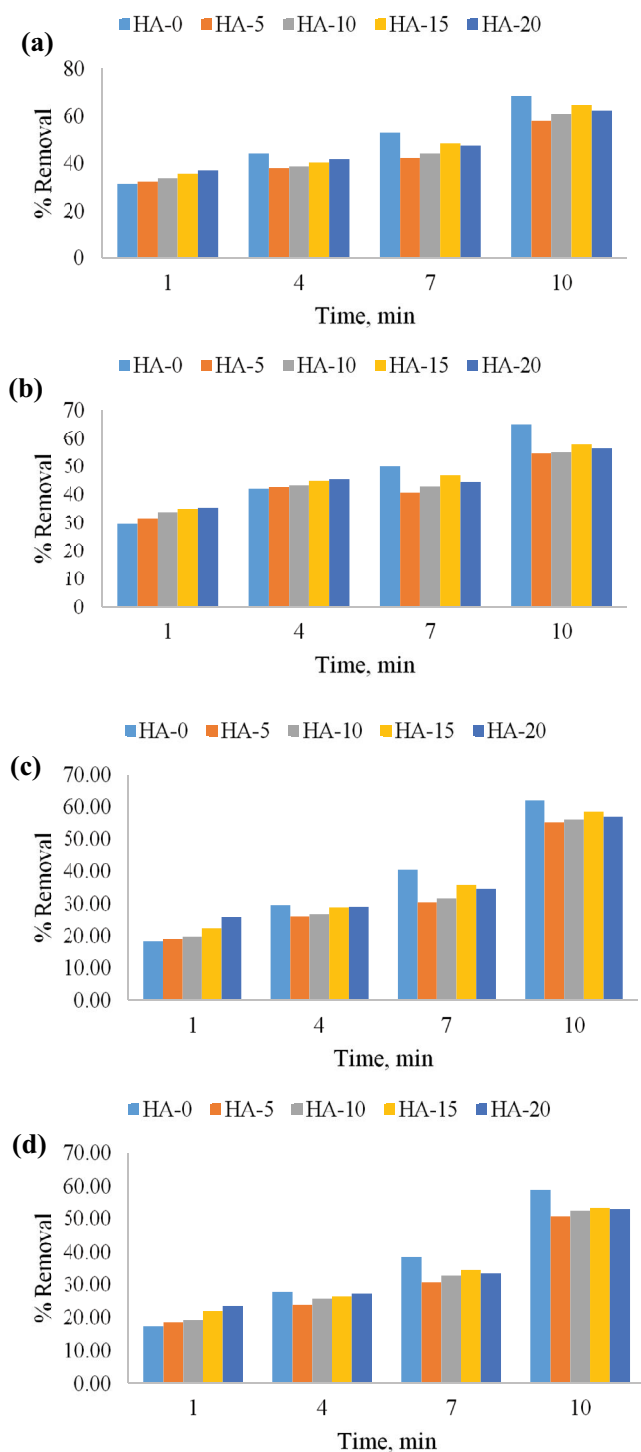 (a)
HA-0 HA-5 HA-10 HA-15 HA-20
80
60
40
20
0
% Removal
1 4 7 10
Time, min
(b)
HA-0 HA-5 HA-10 HA-15 HA-20
70
60
50
40
30
20
10
0
% Removal
1 4 7 10
Time, min
(c)
HA-0 HA-5 HA-10 HA-15 HA-20
70.00
60.00
50.00
40.00
30.00
20.00
10.00
0.00
% Removal
1 4 7 10
Time, min
(d)
HA-0 HA-5 HA-10 HA-15 HA-20
70.00
60.00
50.00
40.00
30.00
20.00
10.00
0.00
% Removal
1 4 7 10
Time, min